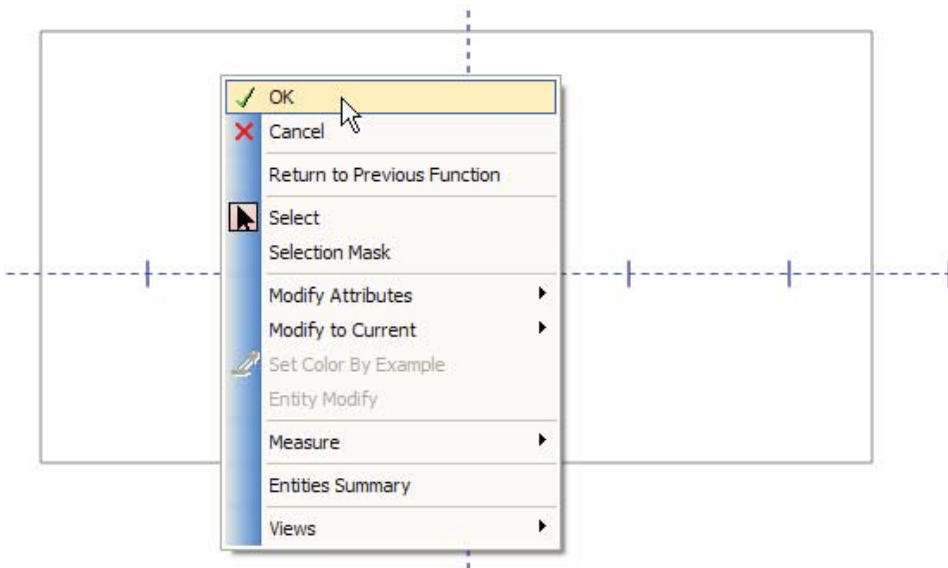 OK
Cancel
Return to Previous Function
Select
Selection Mask
Modify Attributes
Modify to Current
Set Color By Example
Entity Modify
Measure
Entities Summary
Views